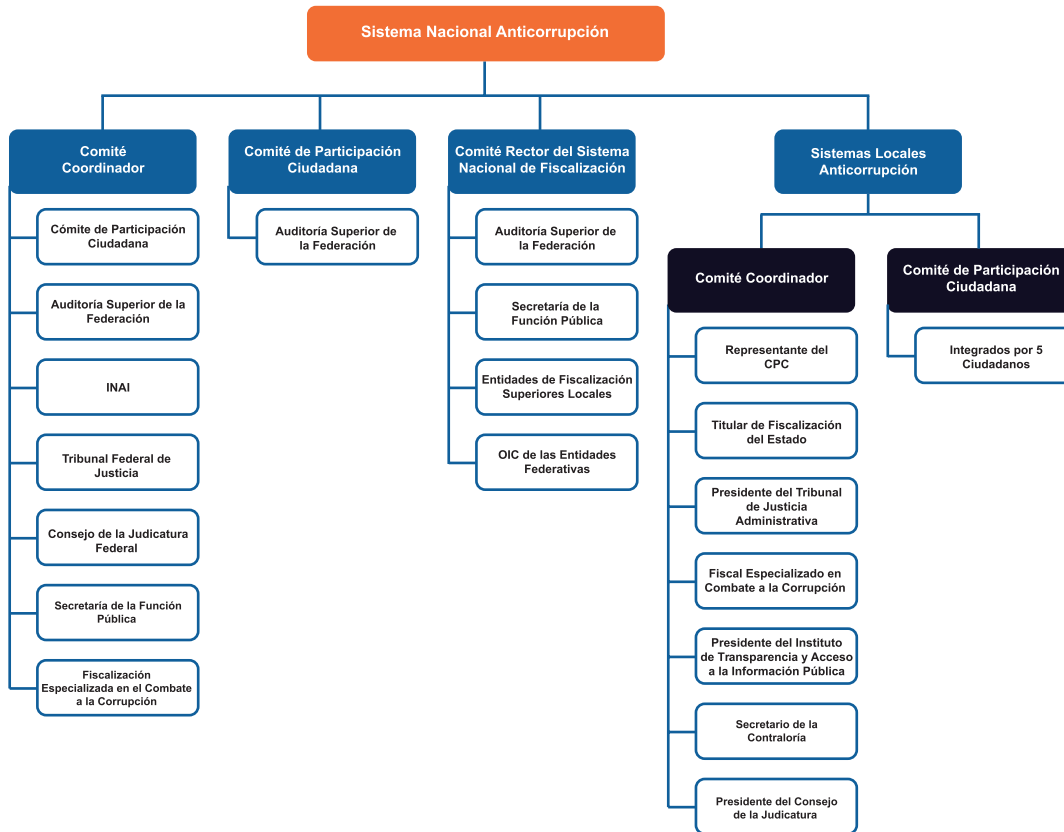 Sistema Nacional Anticorrupción
Comité
Coordinador
Cómite de Participación
Ciudadana
Auditoría Superior de la
Federación
INAI
Tribunal Federal de
Justicia
Consejo de la Judicatura
Federal
Secretaría de la Función
Pública
Fiscalización
Especializada en el Combate
a la Corrupción
Comité de Participación
Ciudadana
Auditoría Superior de
la Federación
Comité Rector del Sistema
Nacional de Fiscalización
Auditoría Superior de
la Federación
Secretaría de la
Función Pública
Entidades de Fiscalización
Superiores Locales
OIC de las Entidades
Federativas
Sistemas Locales
Anticorrupción
Comité Coordinador
Representante del
CPC
Titular de Fiscalización
del Estado
Presidente del Tribunal
de Justicia
Administrativa
Fiscal Especializado en
Combate a la Corrupción
Presidente del Instituto
de Transparencia y Acceso
a la Información Pública
Secretario de la
Contraloría
Presidente del Consejo
de la Judicatura
Comité de Participación
Ciudadana
Integrados por 5
Ciudadanos